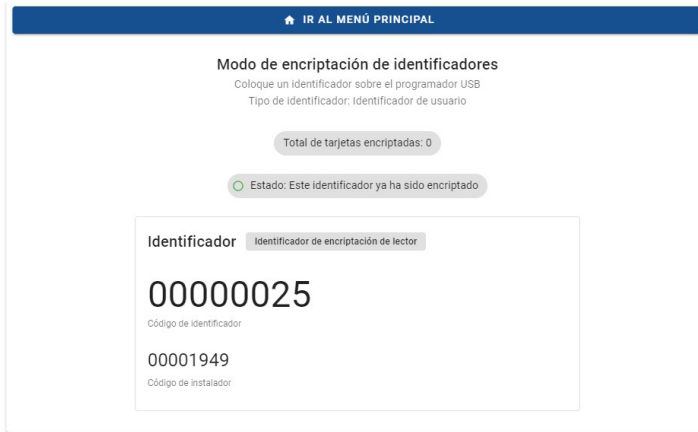 IR AL MENÚ PRINCIPAL
Modo de encriptación de identificadores
Coloque un identificador sobre el programador USB
Tipo de identificador: Identificador de usuario
Total de tarjetas encriptadas: 0
Estado: Este identificador ya ha sido encriptado
Identificador Identificador de encriptación de lector
00000025
Código de identificador
00001949
Código de instalador